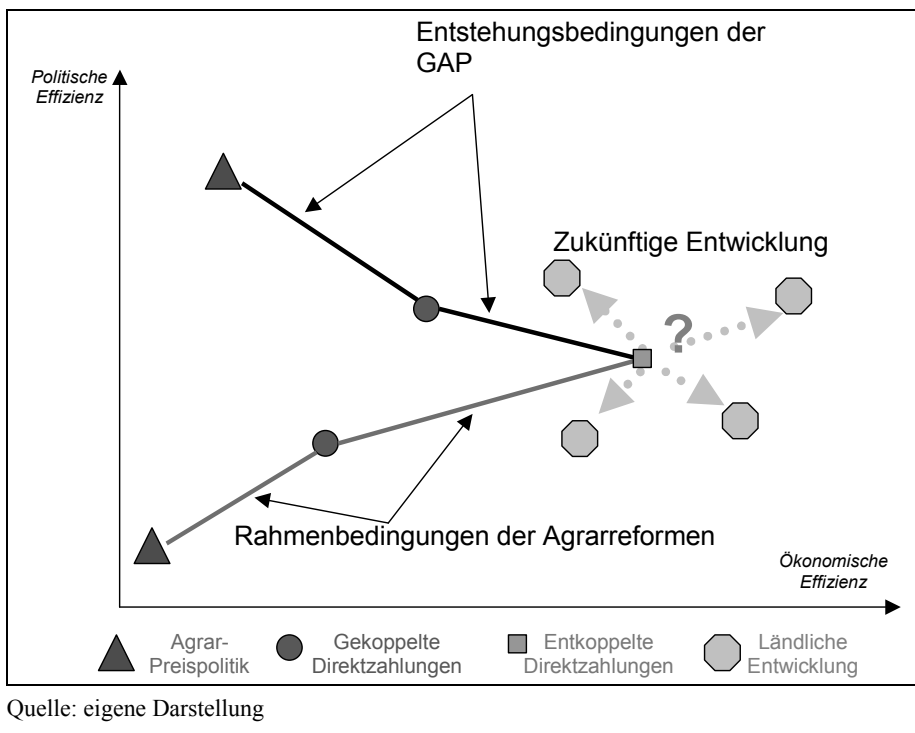 Entstehungsbedingungen der
GAP
Politische
Effizienz
Zukünftige Entwicklung
?
Rahmenbedingungen der Agrarreformen
Ökonomische
Effizienz
Agrar-
Preispolitik
Gekoppelte
Direktzahlungen
Entkoppelte
Direktzahlungen
Ländliche
Entwicklung
Quelle: eigene Darstellung